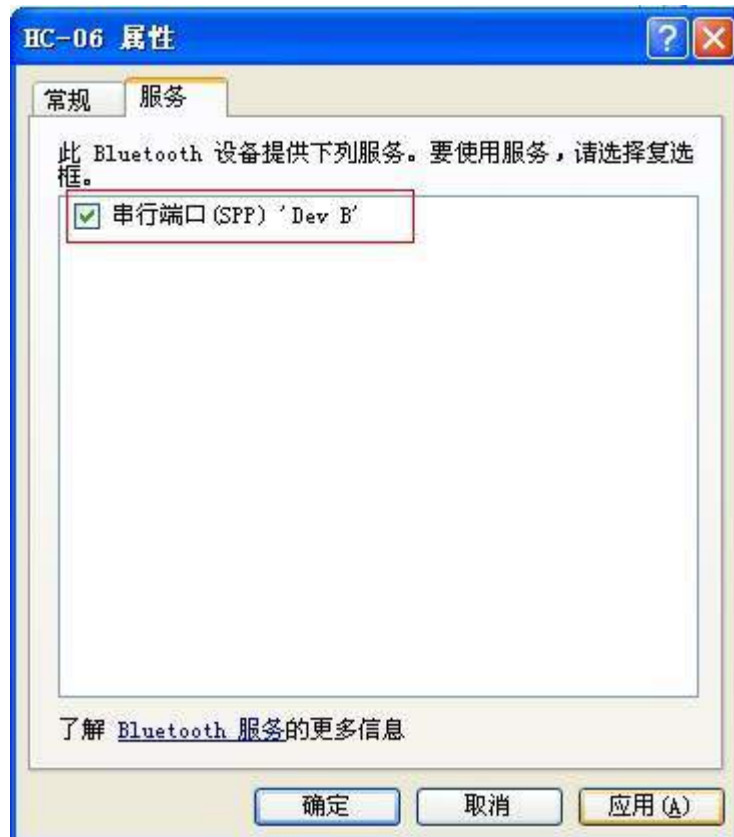 HC-06 属性
常规
服务
此 Bluetooth 设备提供下列服务。要使用服务，请选择复选
框。
串行端口(SPP) 'Dev B'
了解 Bluetooth 服务的更多信息
确定
取消
应用(A)